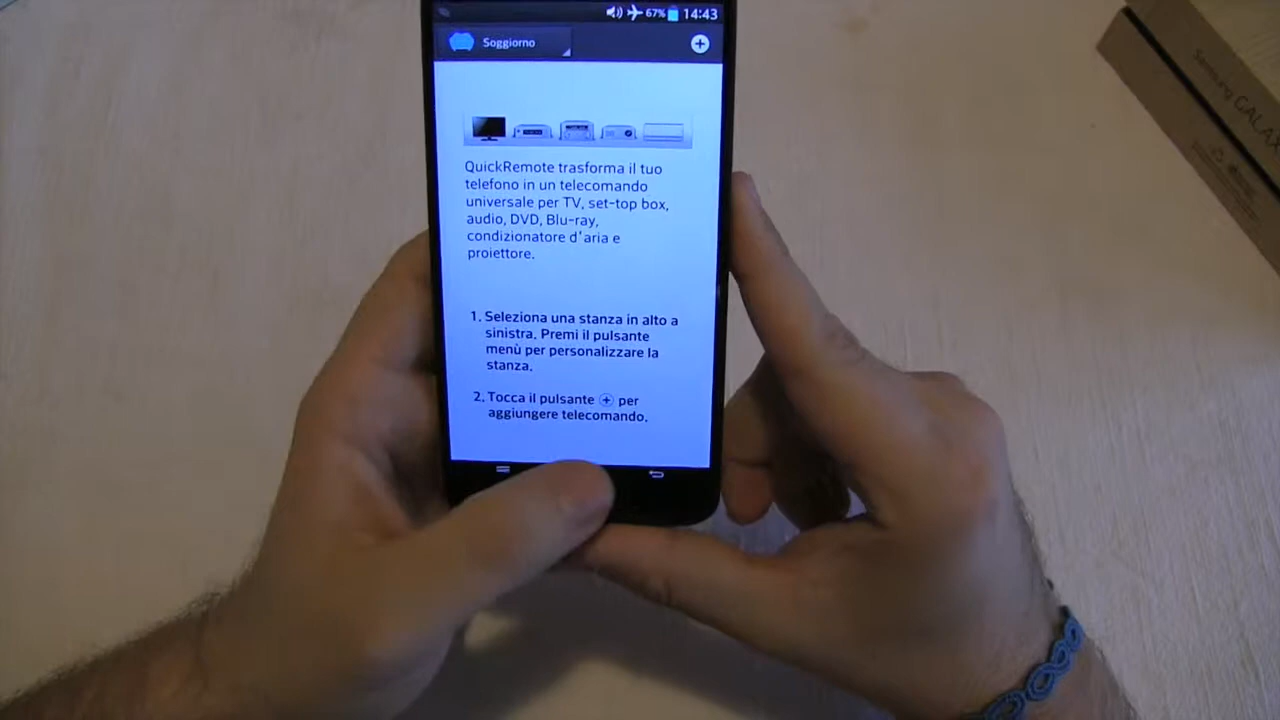 67% 14:43
Soggiorno
QuickRemote trasforma il tuo
telefono in un telecomando
universale per TV, set-top box,
audio, DVD, Blu-ray,
condizionatore d'aria e
proiettore.
1. Seleziona una stanza in alto a
sinistra. Premi il pulsante
menù per personalizzare la
stanza.
2. Tocca il pulsante + per
aggiungere telecomando.
Samsung GALAX